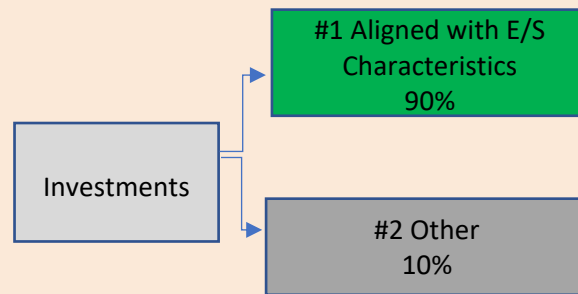 #1 Aligned with E/S
Characteristics
90%
Investments
#2 Other
10%